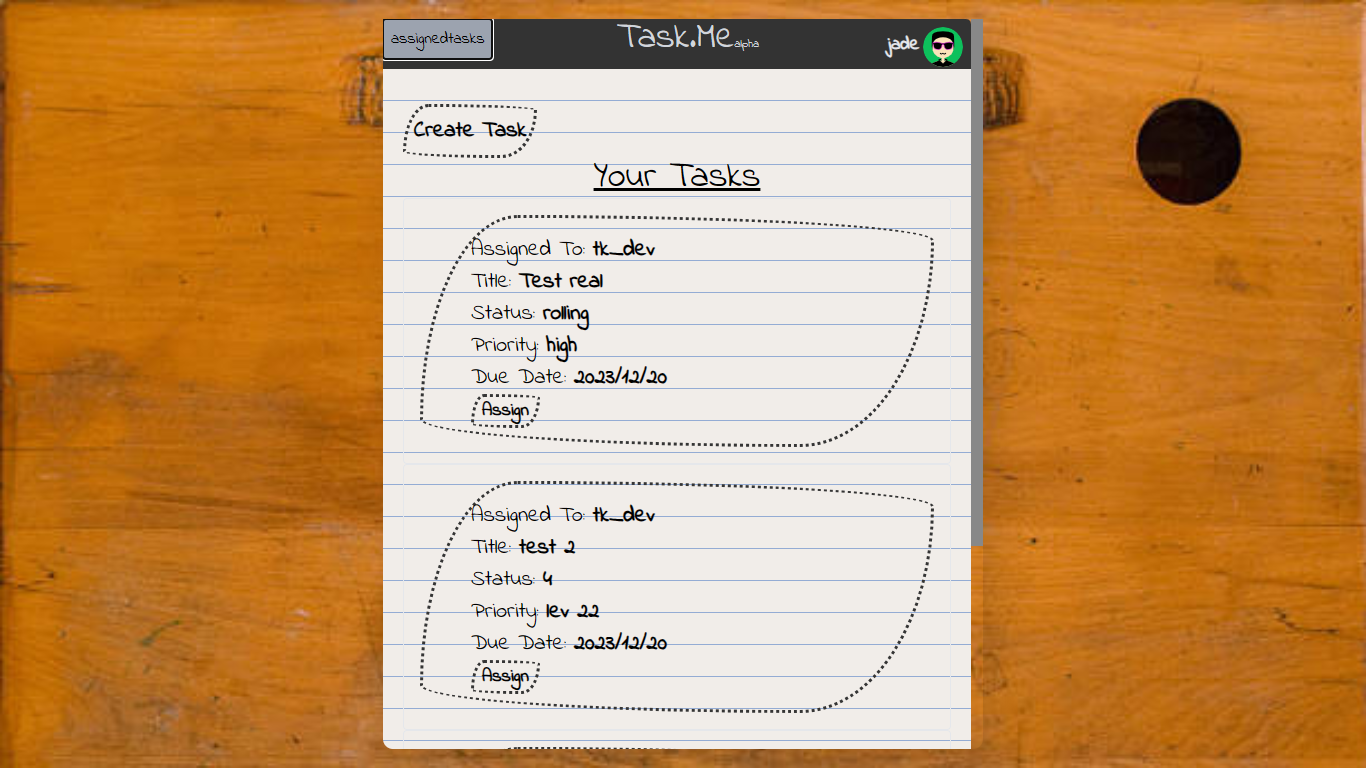 assignedtasks
Task.Me alpha
jade
Create Task
Your Tasks
Assigned To: tk_dev
Title: Test real
Status: rolling
Priority: high
Due Date: 2023/12/20
Assign
Assigned To: tk_dev
Title: test 2
Status: 4
Priority: lev 22
Due Date: 2023/12/20
Assign